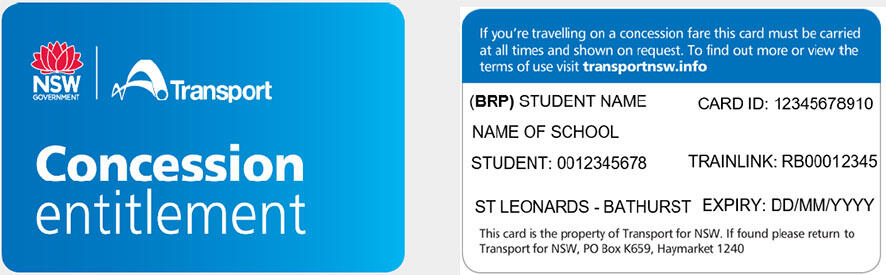 NSW
GOVERNMENT
Transport
Concession
entitlement
If you're travelling on a concession fare this card must be carried
at all times and shown on request. To find out more or view the
terms of use visit transportnsw.info
(BRP) STUDENT NAME CARD ID: 12345678910
NAME OF SCHOOL
STUDENT: 0012345678 TRAINLINK: RB00012345
ST LEONARDS - BATHURST EXPIRY: DD/MM/YYYY
This card is the property of Transport for NSW. If found please return to
Transport for NSW, PO Box K659, Haymarket 1240